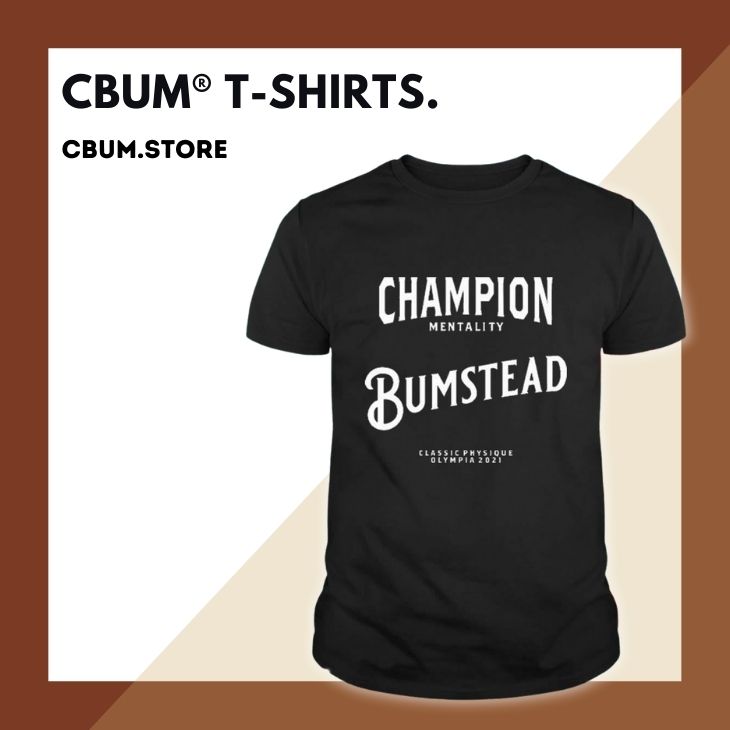 CBUM® T-SHIRTS.
CBUM.STORE
CHAMPION
MENTALITY
BUMSTEAD
CLASSIC PHYSIQUE
OLYMPIA 2021